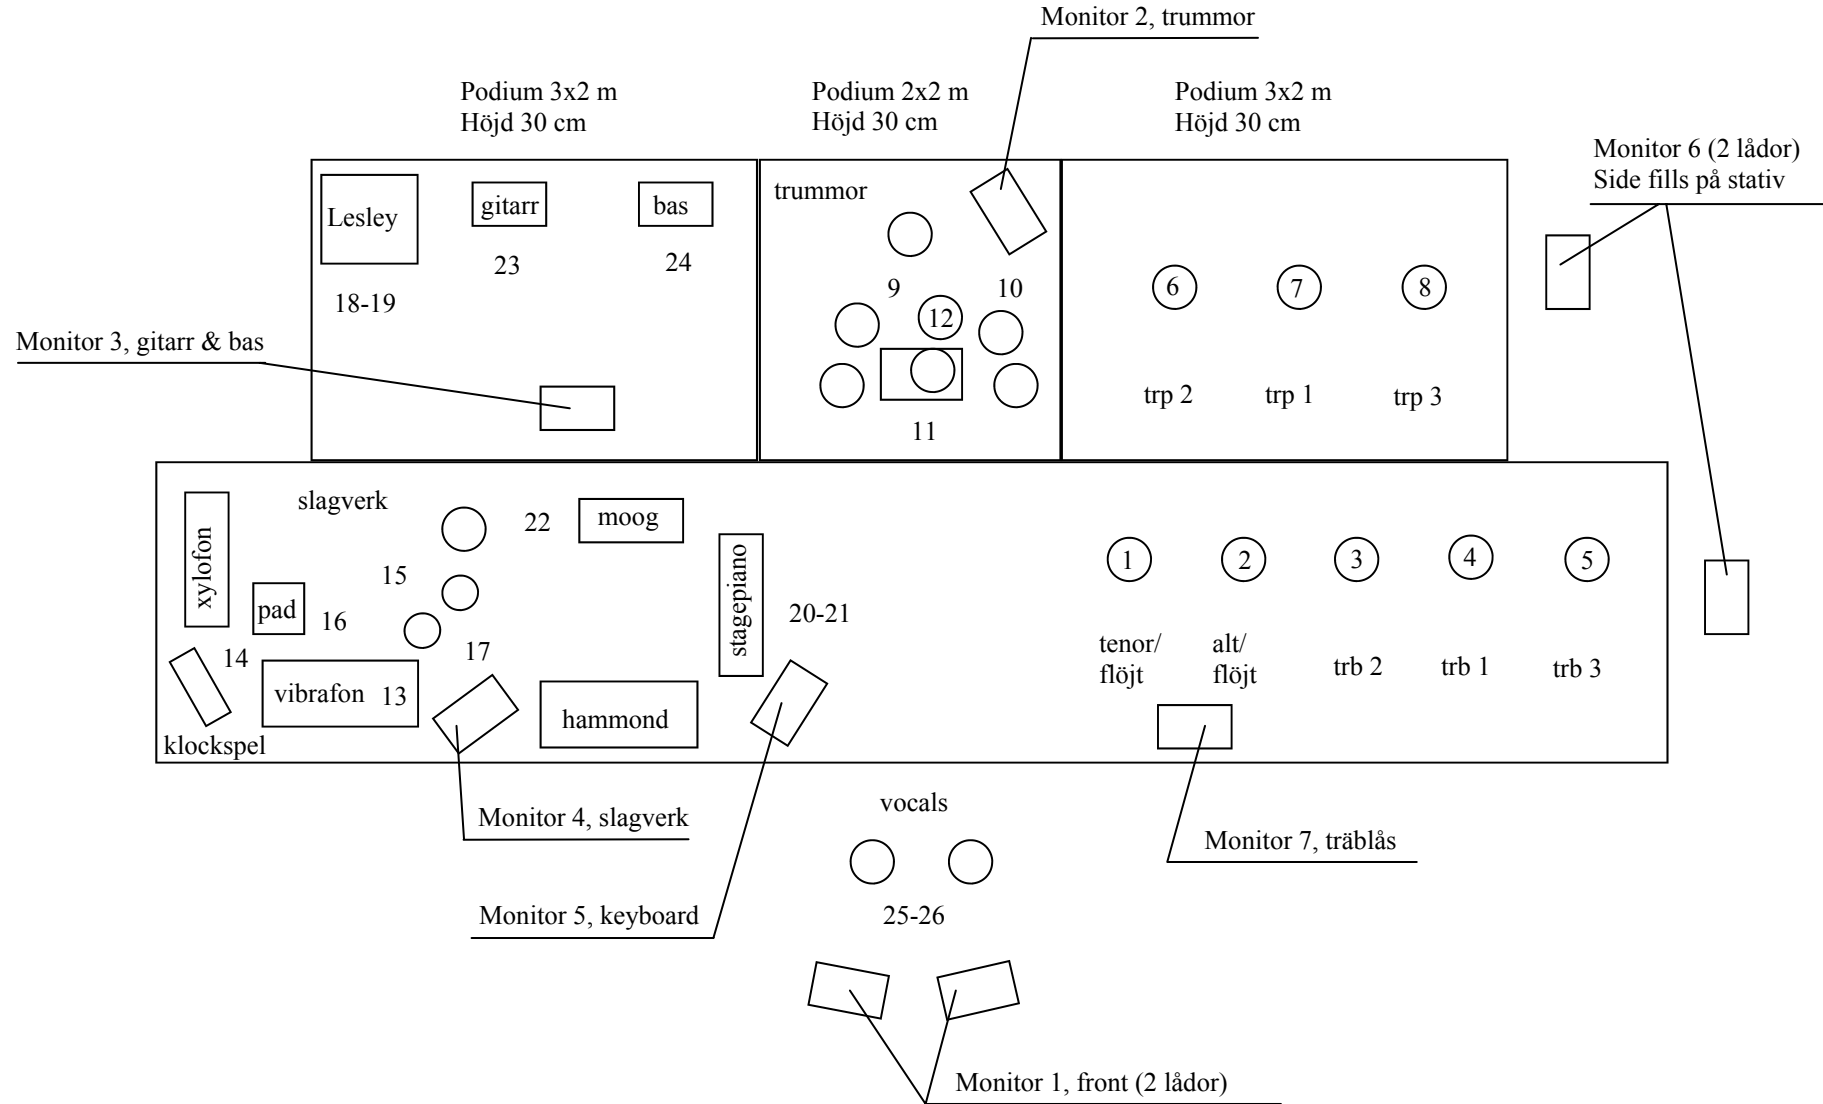 Monitor 2, trummor
Podium 3x2 m
Höjd 30 cm
Podium 2x2 m
Höjd 30 cm
Podium 3x2 m
Höjd 30 cm
Monitor 6 (2 lådor)
Side fills på stativ
Lesley
gitarr
bas
trummor
23
24
18-19
9
10
12
6
7
8
Monitor 3, gitarr & bas
trp 2
trp 1
trp 3
11
slagverk
xylofon
22
moog
stagepiano
1
2
3
4
5
15
pad
16
20-21
14
17
tenor/
flöjt
alt/
flöjt
trb 2
trb 1
trb 3
vibrafon
13
hammond
klockspel
Monitor 4, slagverk
vocals
Monitor 7, träblås
Monitor 5, keyboard
25-26
Monitor 1, front (2 lådor)